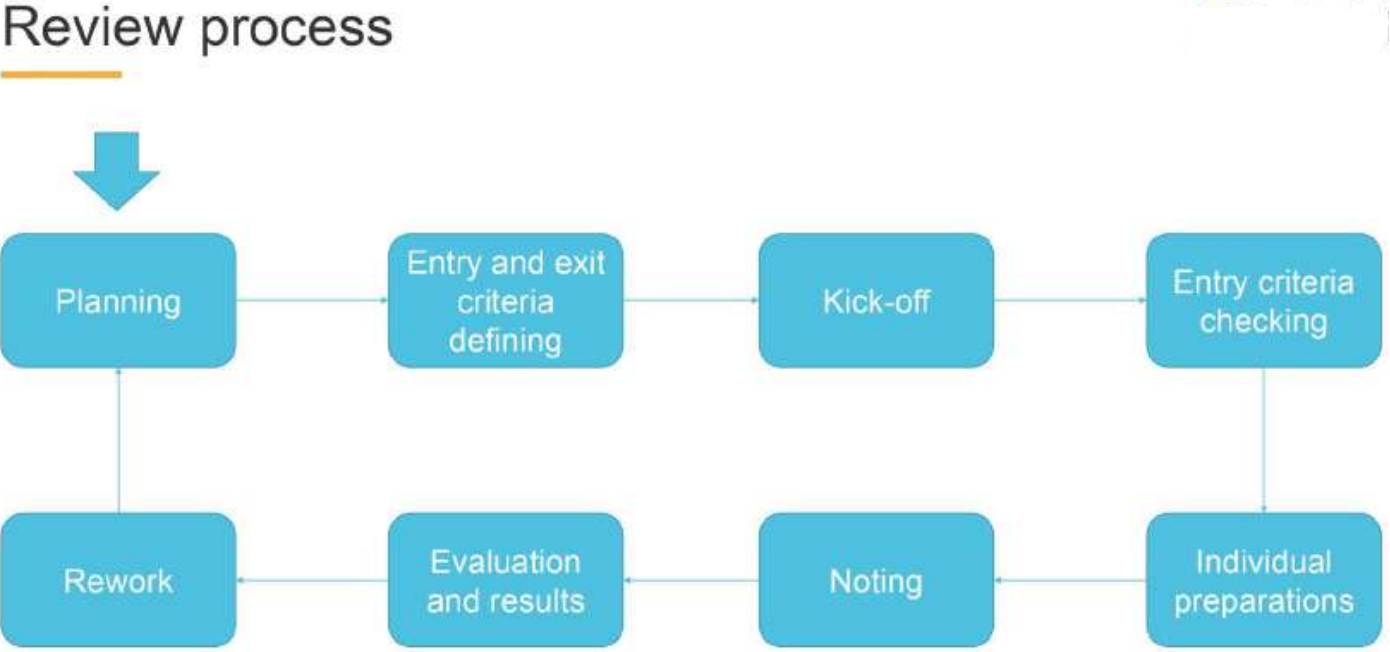 Review process
Planning
Entry and exit
criteria
defining
Kick-off
Entry criteria
checking
Individual
preparations
Noting
Evaluation
and results
Rework